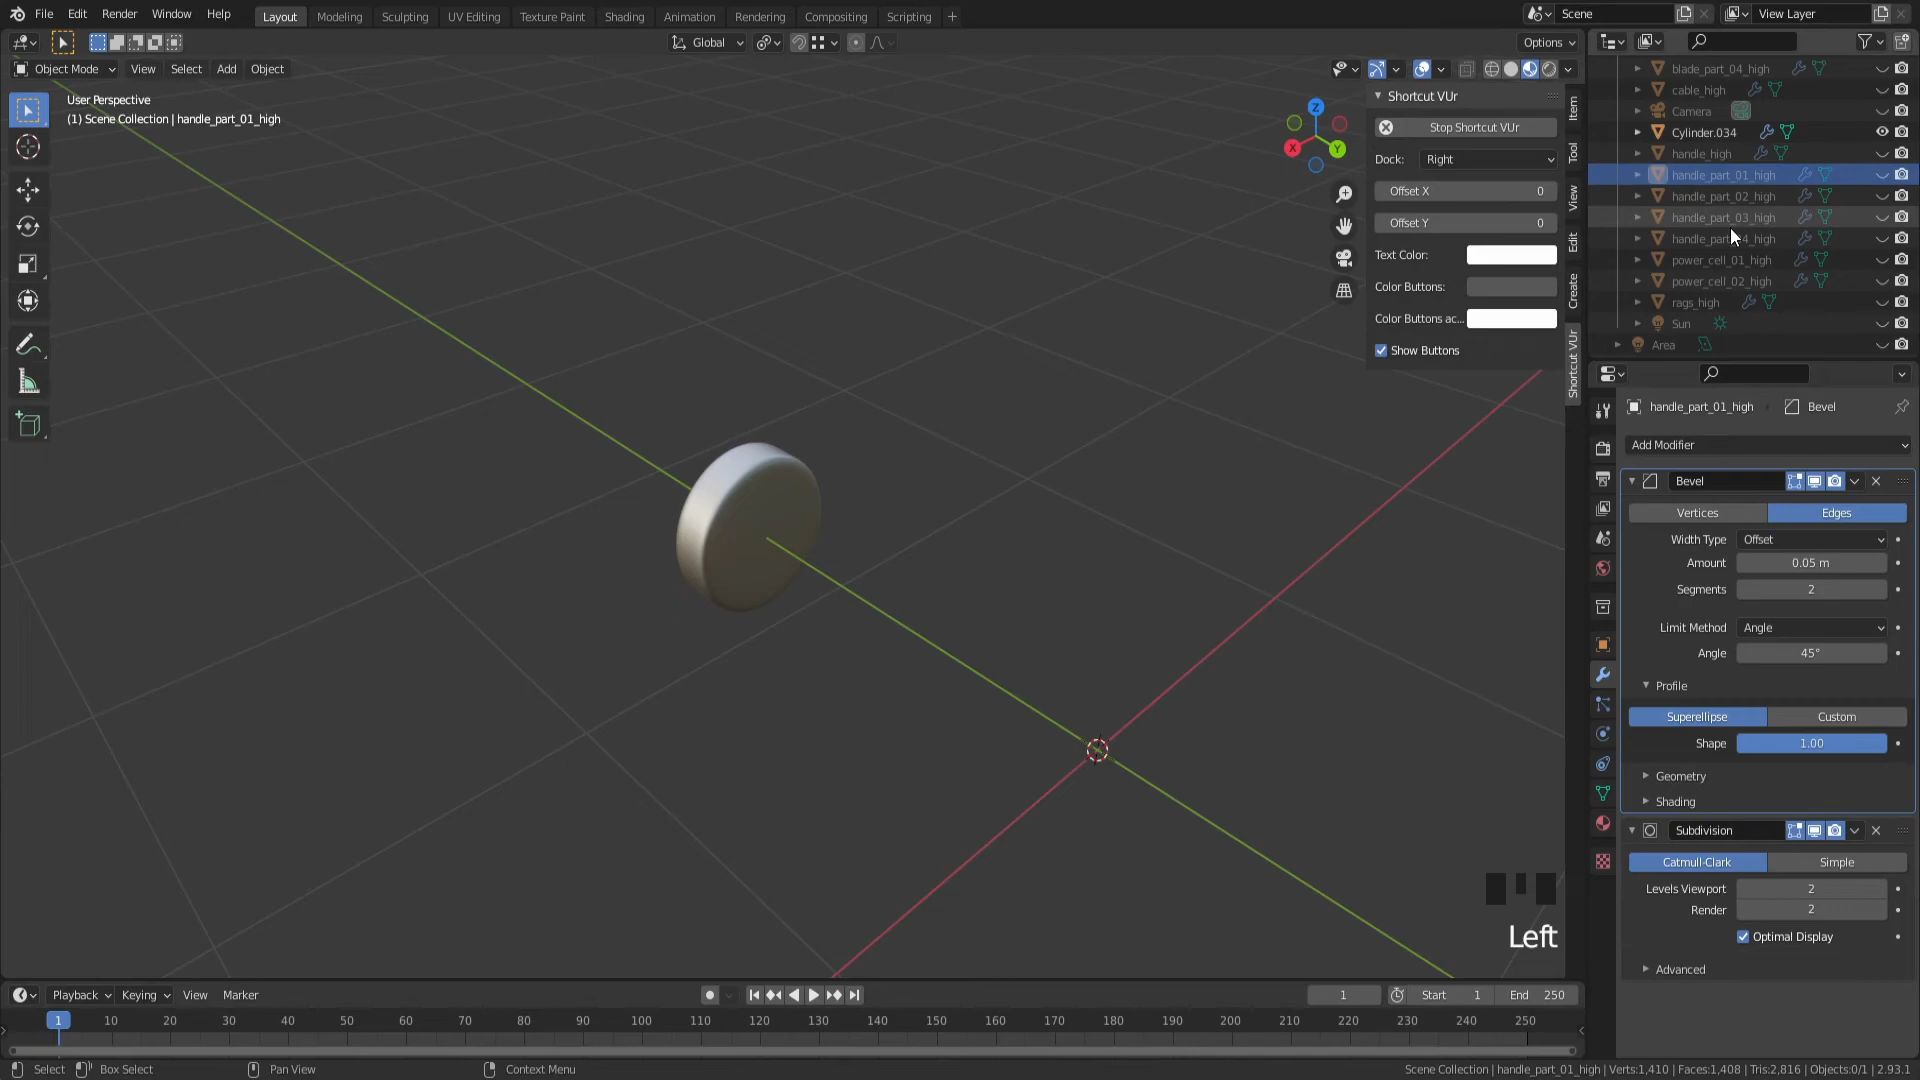 File Edit Render Window Help Layout Modeling Sculpting UV Editing Texture Paint Shading Animation Rendering Compositing Scripting Scene View Layer
Global Options
Object Mode View Select Add Object
User Perspective
(1) Scene Collection | handle_part_01_high
Z
X
Y
Shortcut VUr
Stop Shortcut VUr
Dock: Right
Offset X 0
Offset Y 0
Text Color:
Color Buttons:
Color Buttons ac...
Show Buttons
Item
Tool
View
Edit
Create
Shortcut VUr
blade_part_04_high
cable_high
Camera
Cylinder.034
handle_high
handle_part_01_high
handle_part_02_high
handle_part_03_high
power_cell_01_high
power_cell_02_high
rags_high
Sun
Area
handle_part_01_high Bevel
Add Modifier
Bevel
Vertices Edges
Width Type Offset
Amount 0.05 m
Segments 2
Limit Method Angle
Angle 45°
Profile
Superellipse Custom
Shape 1.00
Geometry
Shading
Subdivision
Catmull-Clark Simple
Levels Viewport 2
Render 2
Optimal Display
Advanced
Left
Playback Keying View Marker 1 Start 1 End 250
1 10 20 30 40 50 60 70 80 90 100 110 120 130 140 150 160 170 180 190 200 210 220 230 240 250
Select Box Select Pan View Context Menu Scene Collection | handle_part_01_high | Verts:1,410 | Faces:1,408 | Tris:2,816 | Objects:0/1 | 2.93.1